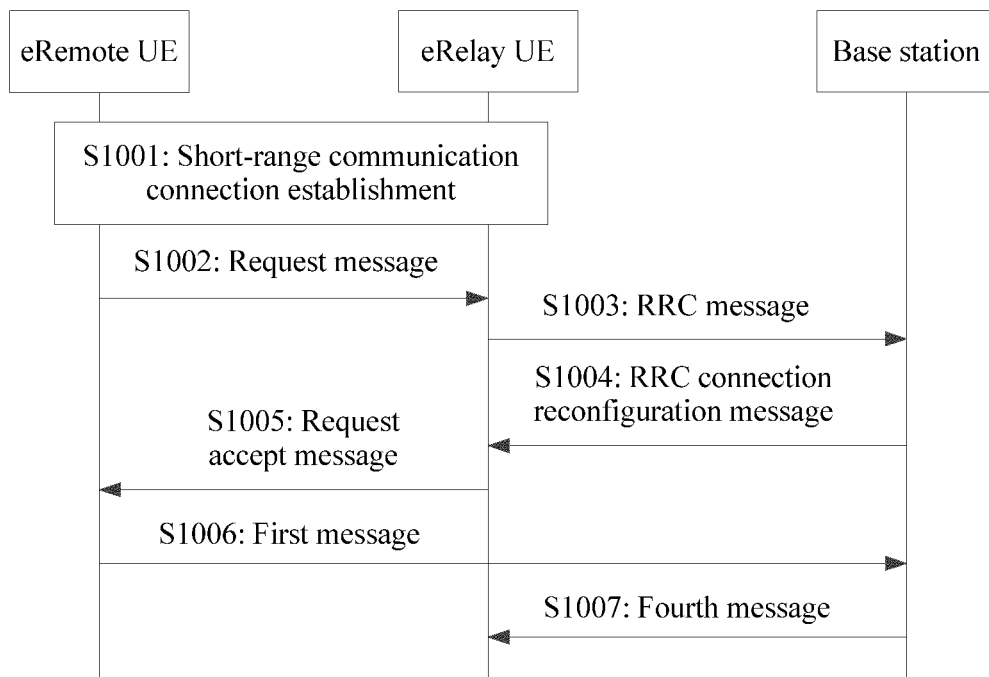 eRemote UE
eRelay UE
Base station
S1001: Short-range communication
connection establishment
S1002: Request message
S1003: RRC message
S1004: RRC connection
reconfiguration message
S1005: Request
accept message
S1006: First message
S1007: Fourth message